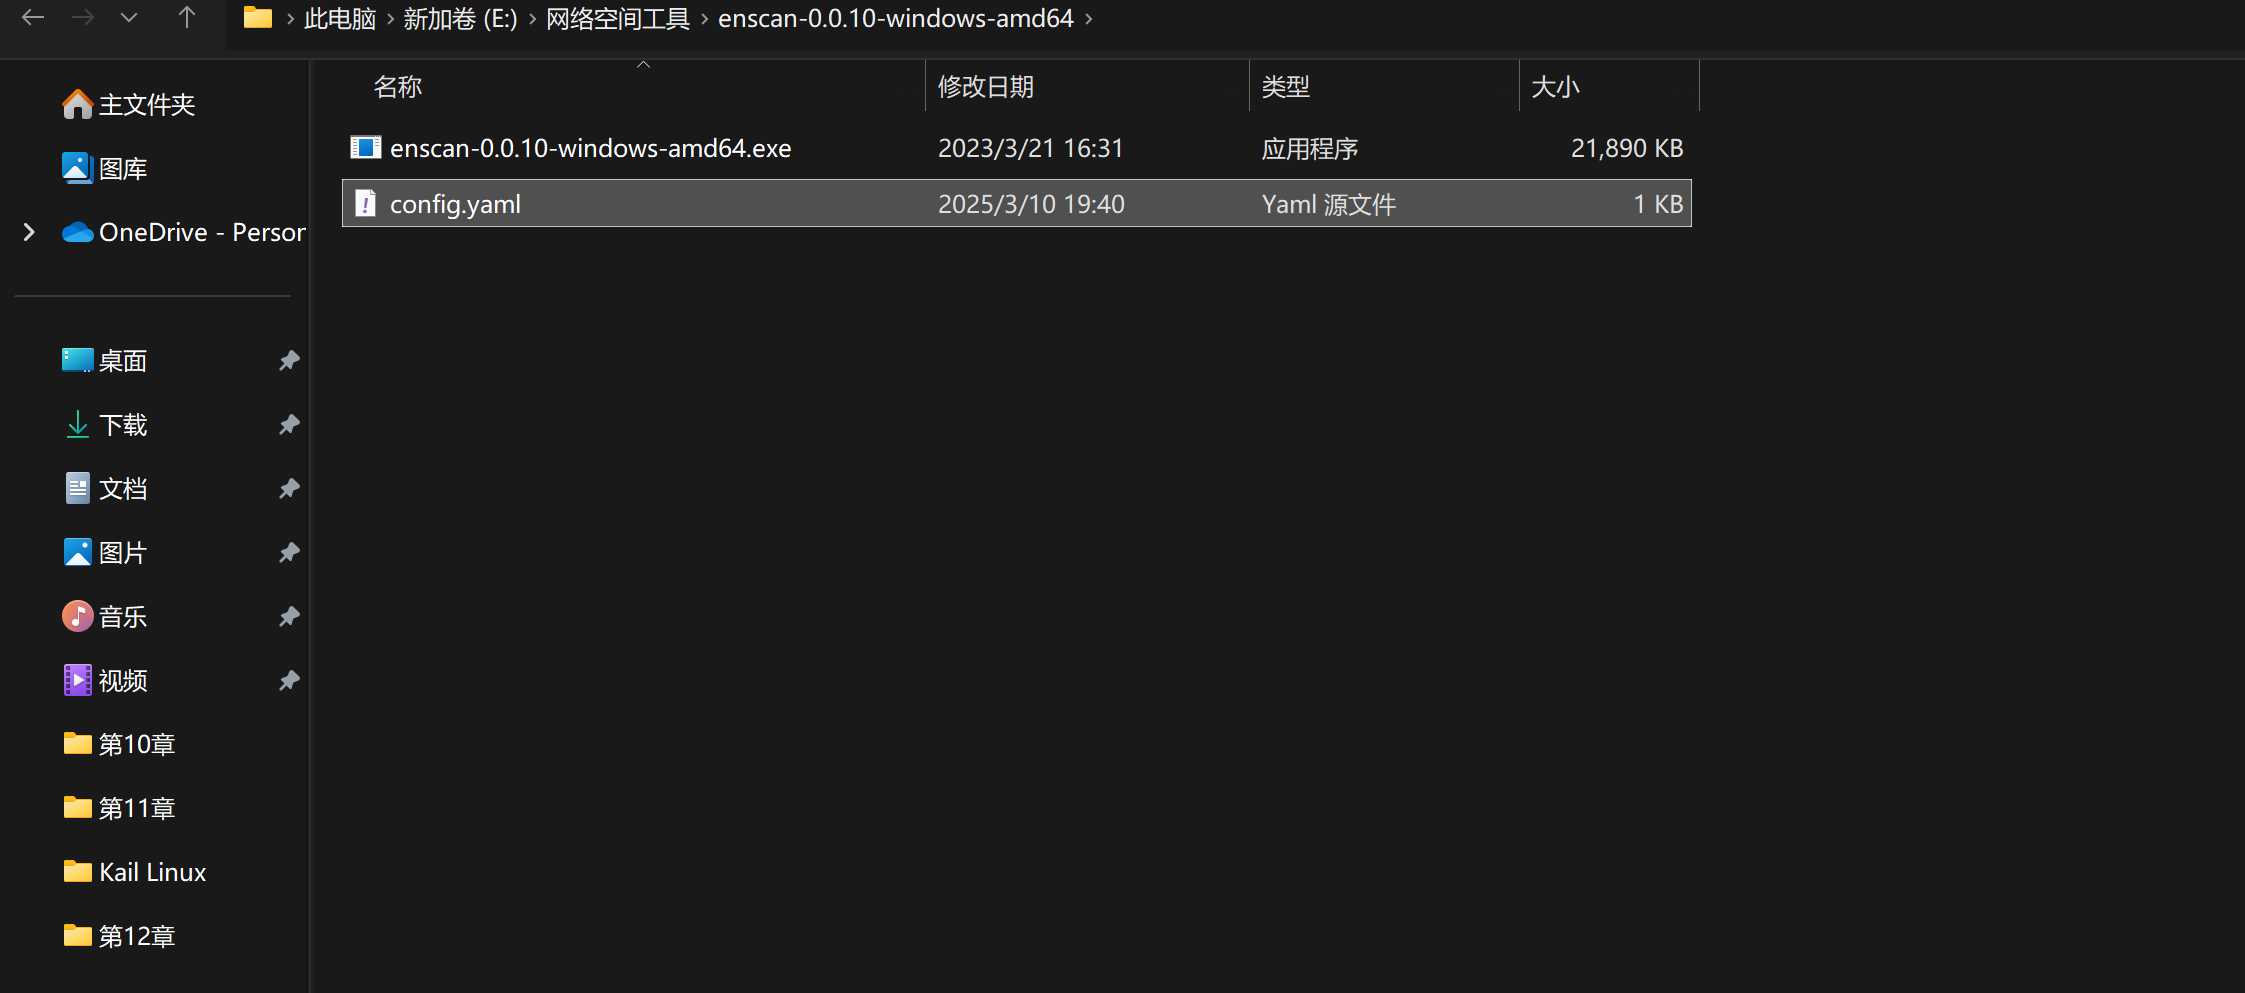 此电脑 › 新加卷 (E:) › 网络空间工具 › enscan-0.0.10-windows-amd64 ›
名称 修改日期 类型 大小
enscan-0.0.10-windows-amd64.exe 2023/3/21 16:31 应用程序 21,890 KB
config.yaml 2025/3/10 19:40 Yaml 源文件 1 KB
主文件夹
图库
OneDrive - Person
桌面
下载
文档
图片
音乐
视频
第10章
第11章
Kail Linux
第12章